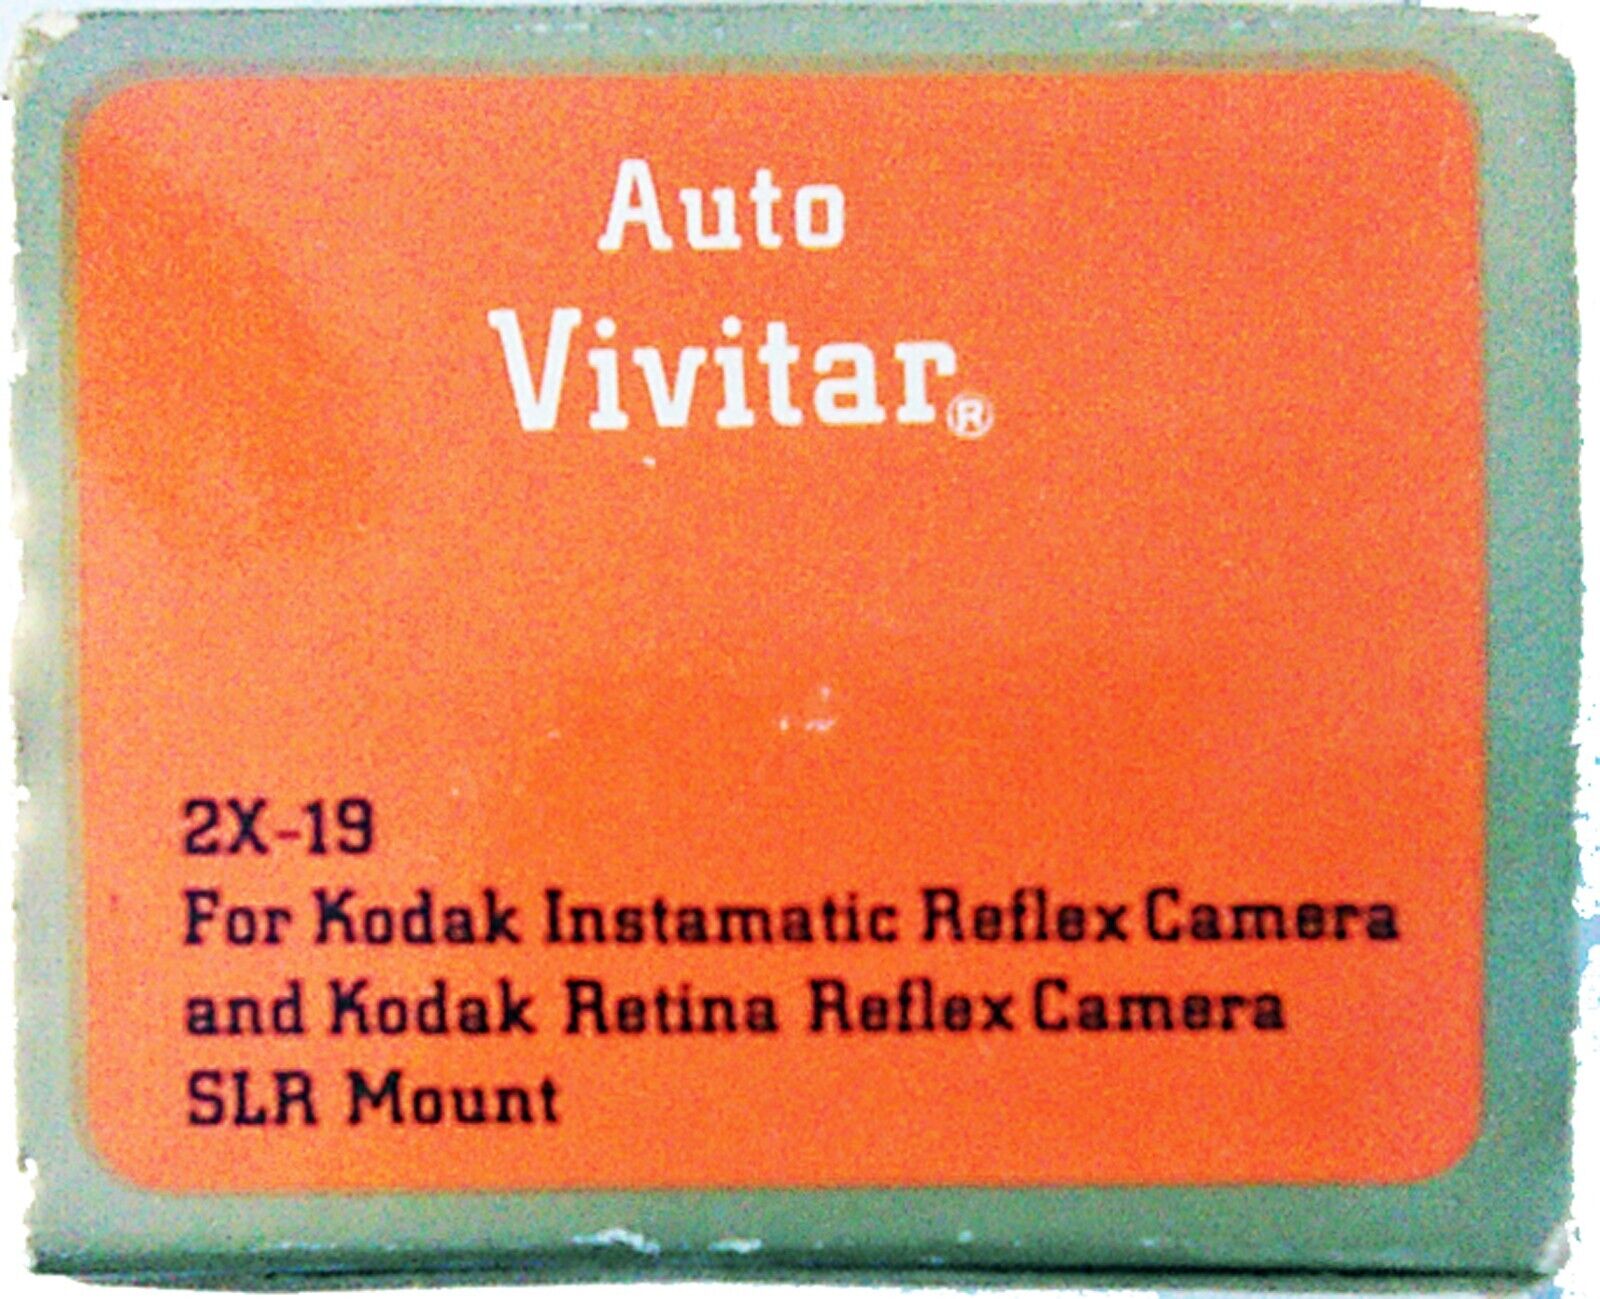 Auto
Vivitar®
2X-19
For Kodak Instamatic Reflex Camera
and Kodak Retina Reflex Camera
SLR Mount